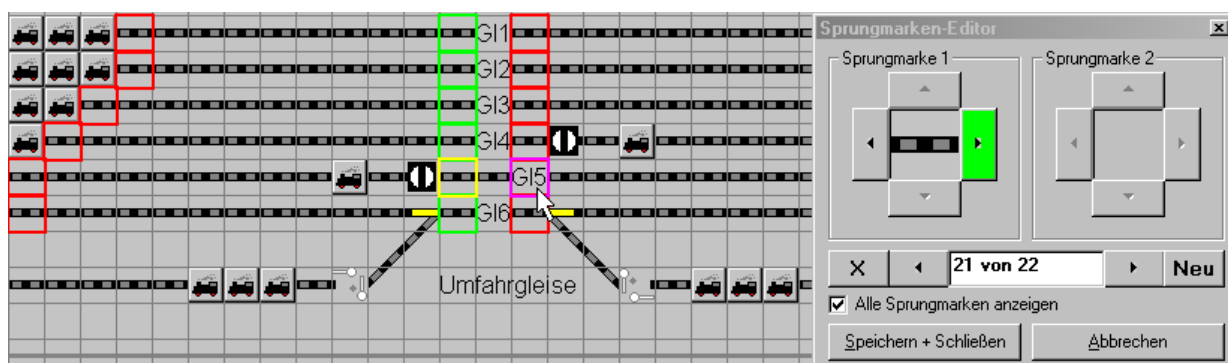 Gl1
Gl2
Gl3
Gl4
Gl5
Gl6
Umfahrgleise
Sprungmarken-Editor
Sprungmarke 1
Sprungmarke 2
X
21 von 22
Neu
Alle Sprungmarken anzeigen
Speichern + Schließen
Abbrechen